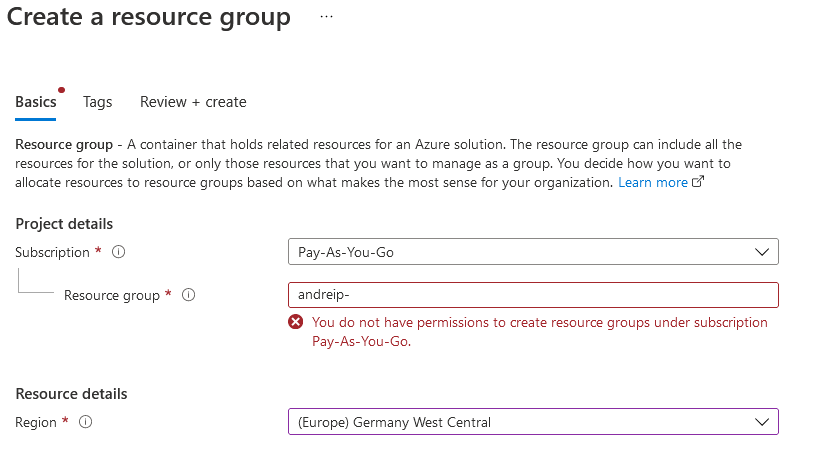 Create a resource group ...
Basics Tags Review + create
Resource group - A container that holds related resources for an Azure solution. The resource group can include all the
resources for the solution, or only those resources that you want to manage as a group. You decide how you want to
allocate resources to resource groups based on what makes the most sense for your organization. Learn more
Project details
Subscription * Pay-As-You-Go
Resource group * andreip-
You do not have permissions to create resource groups under subscription
Pay-As-You-Go.
Resource details
Region * (Europe) Germany West Central